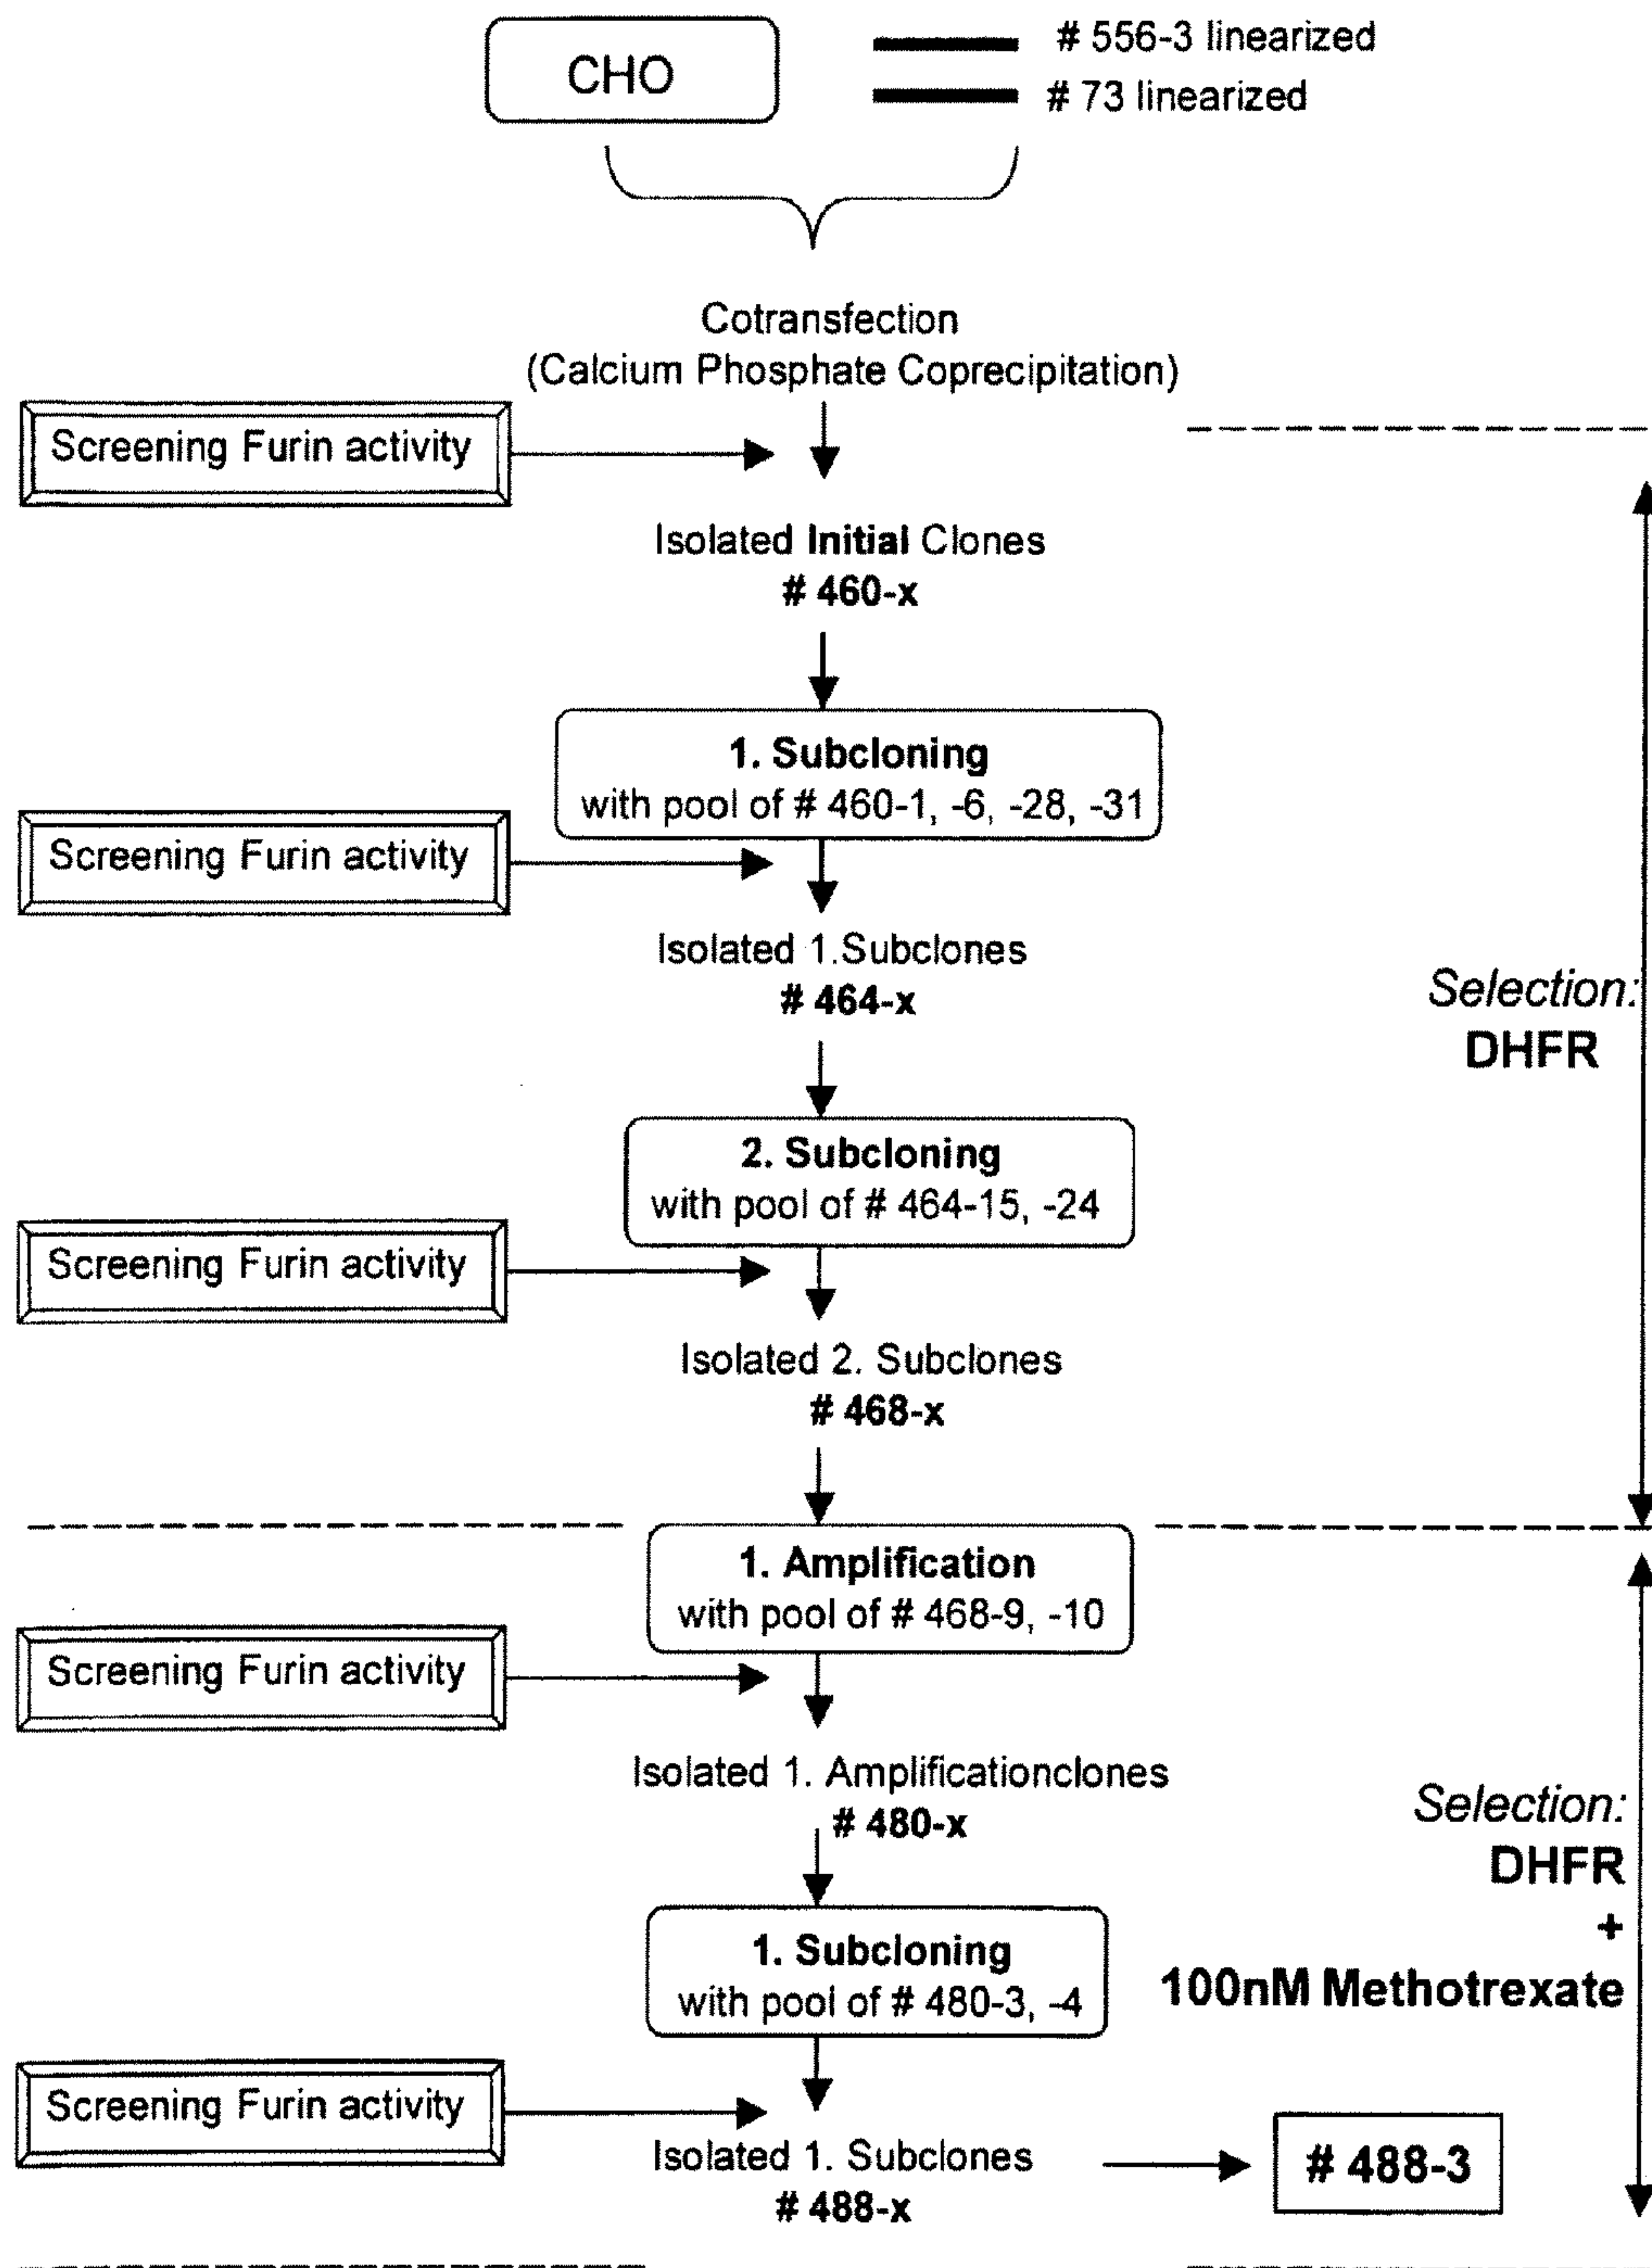 CHO
# 556-3 linearized
# 73 linearized
Cotransfection
(Calcium Phosphate Coprecipitation)
Screening Furin activity
Isolated Initial Clones
# 460-x
1. Subcloning
with pool of # 460-1, -6, -28, -31
Screening Furin activity
Isolated 1.Subclones
# 464-x
Selection:
DHFR
2. Subcloning
with pool of # 464-15, -24
Screening Furin activity
Isolated 2. Subclones
# 468-x
1. Amplification
with pool of # 468-9, -10
Screening Furin activity
Isolated 1. Amplificationclones
# 480-x
Selection:
DHFR
+
100nM Methotrexate
1. Subcloning
with pool of # 480-3, -4
Screening Furin activity
Isolated 1. Subclones
# 488-x
# 488-3